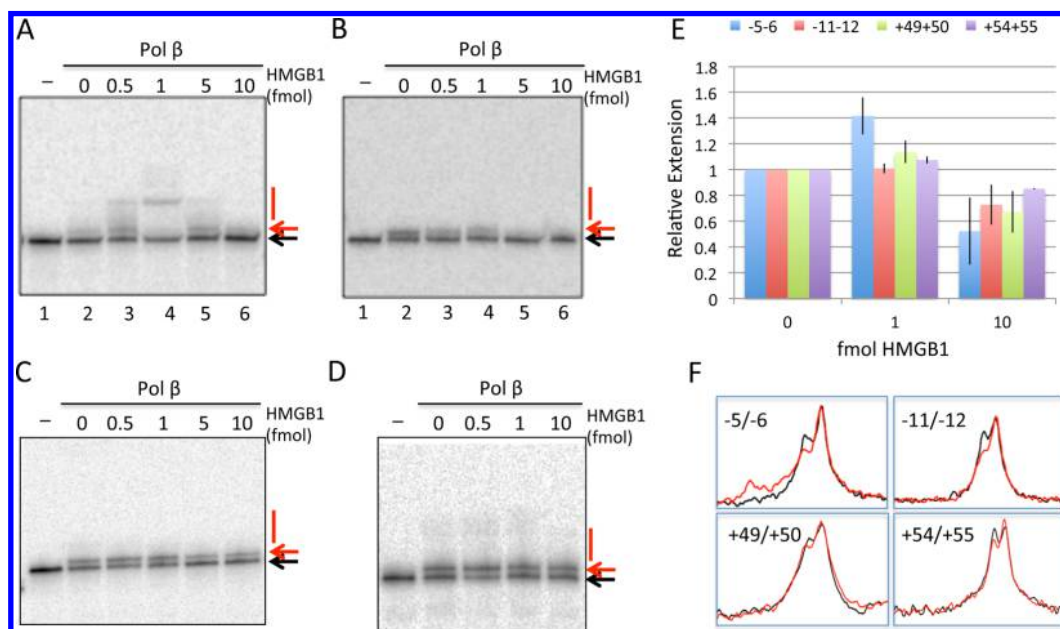 A
Pol β
– 0 0.5 1 5 10 HMGB1
(fmol)
1 2 3 4 5 6
B
Pol β
– 0 0.5 1 5 10 HMGB1
(fmol)
1 2 3 4 5 6
E
-5-6 -11-12 +49+50 +54+55
Relative Extension
1.8
1.6
1.4
1.2
1
0.8
0.6
0.4
0.2
0
0 1 10
fmol HMGB1
C
Pol β
– 0 0.5 1 5 10 HMGB1
(fmol)
D
Pol β
– 0 0.5 1 5 10 HMGB1
(fmol)
F
-5/-6 -11/-12
+49/+50 +54/+55